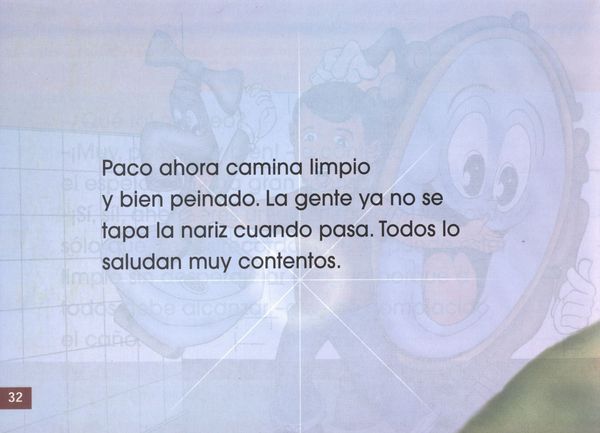 Paco ahora camina limpio
y bien peinado. La gente ya no se
tapa la nariz cuando pasa. Todos lo
saludan muy contentos.
32